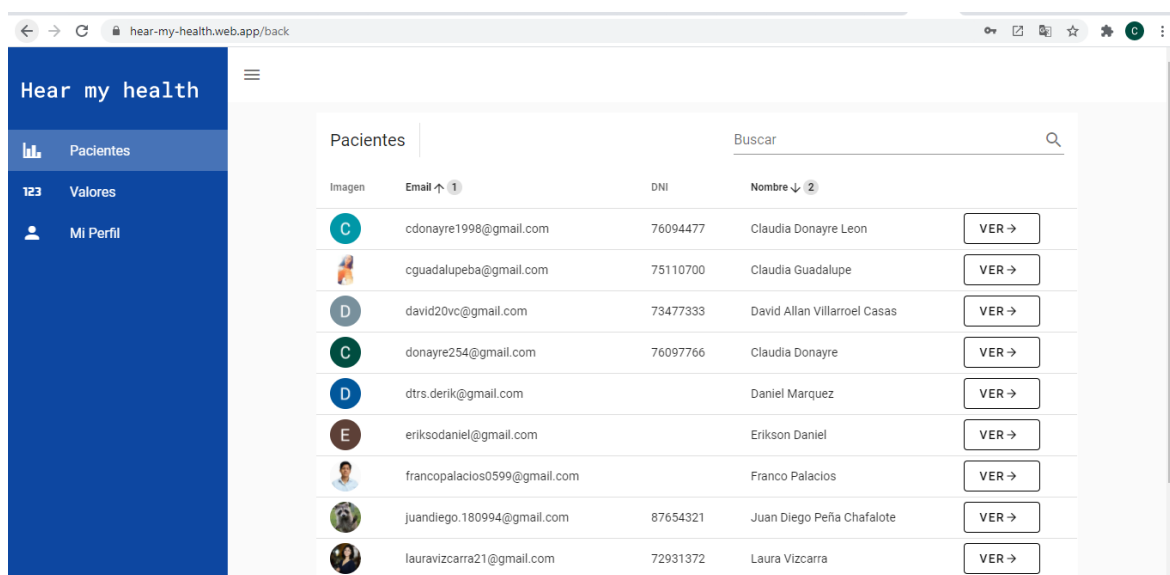 hear-my-health.web.app/back
C
Hear my health
Pacientes
123 Valores
Mi Perfil
Pacientes
Buscar
Imagen Email ↑ 1 DNI Nombre ↓ 2
C cdonayre1998@gmail.com 76094477 Claudia Donayre Leon VER →
cguadalupeba@gmail.com 75110700 Claudia Guadalupe VER →
D david20vc@gmail.com 73477333 David Allan Villarroel Casas VER →
C donayre254@gmail.com 76097766 Claudia Donayre VER →
D dtrs.derik@gmail.com Daniel Marquez VER →
E eriksodaniel@gmail.com Erikson Daniel VER →
francopalacios0599@gmail.com Franco Palacios VER →
juandiego.180994@gmail.com 87654321 Juan Diego Peña Chafalote VER →
lauravizcarra21@gmail.com 72931372 Laura Vizcarra VER →